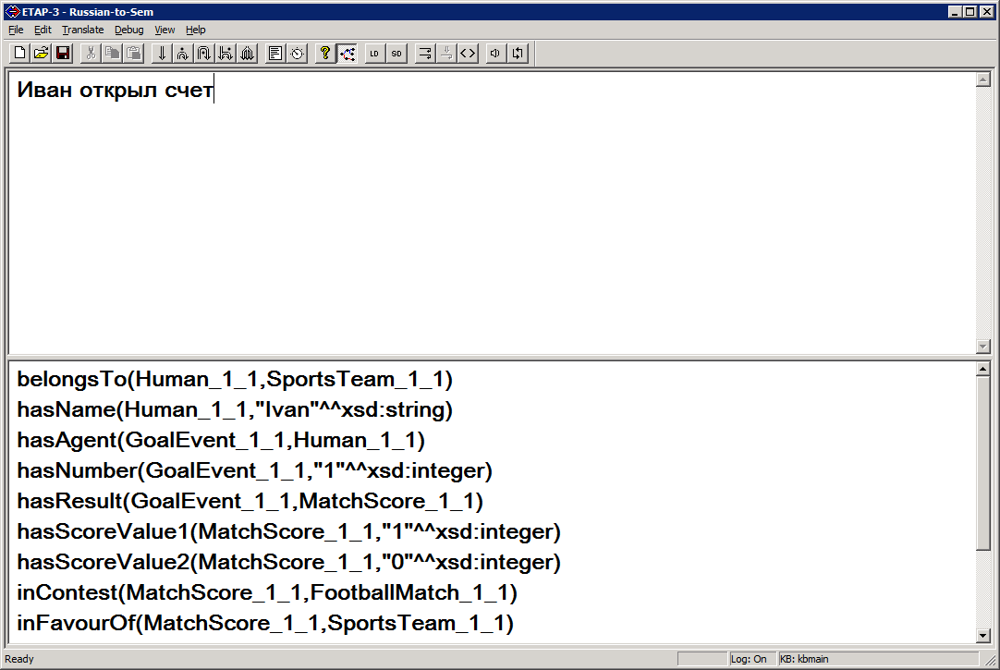 ETAP-3 - Russian-to-Sem
File Edit Translate Debug View Help
LD SD
Иван открыл счет
belongsTo(Human_1_1,SportsTeam_1_1)
hasName(Human_1_1,"Ivan"^^xsd:string)
hasAgent(GoalEvent_1_1,Human_1_1)
hasNumber(GoalEvent_1_1,"1"^^xsd:integer)
hasResult(GoalEvent_1_1,MatchScore_1_1)
hasScoreValue1(MatchScore_1_1,"1"^^xsd:integer)
hasScoreValue2(MatchScore_1_1,"0"^^xsd:integer)
inContest(MatchScore_1_1,FootballMatch_1_1)
inFavourOf(MatchScore_1_1,SportsTeam_1_1)
Ready Log: On KB: kbmain